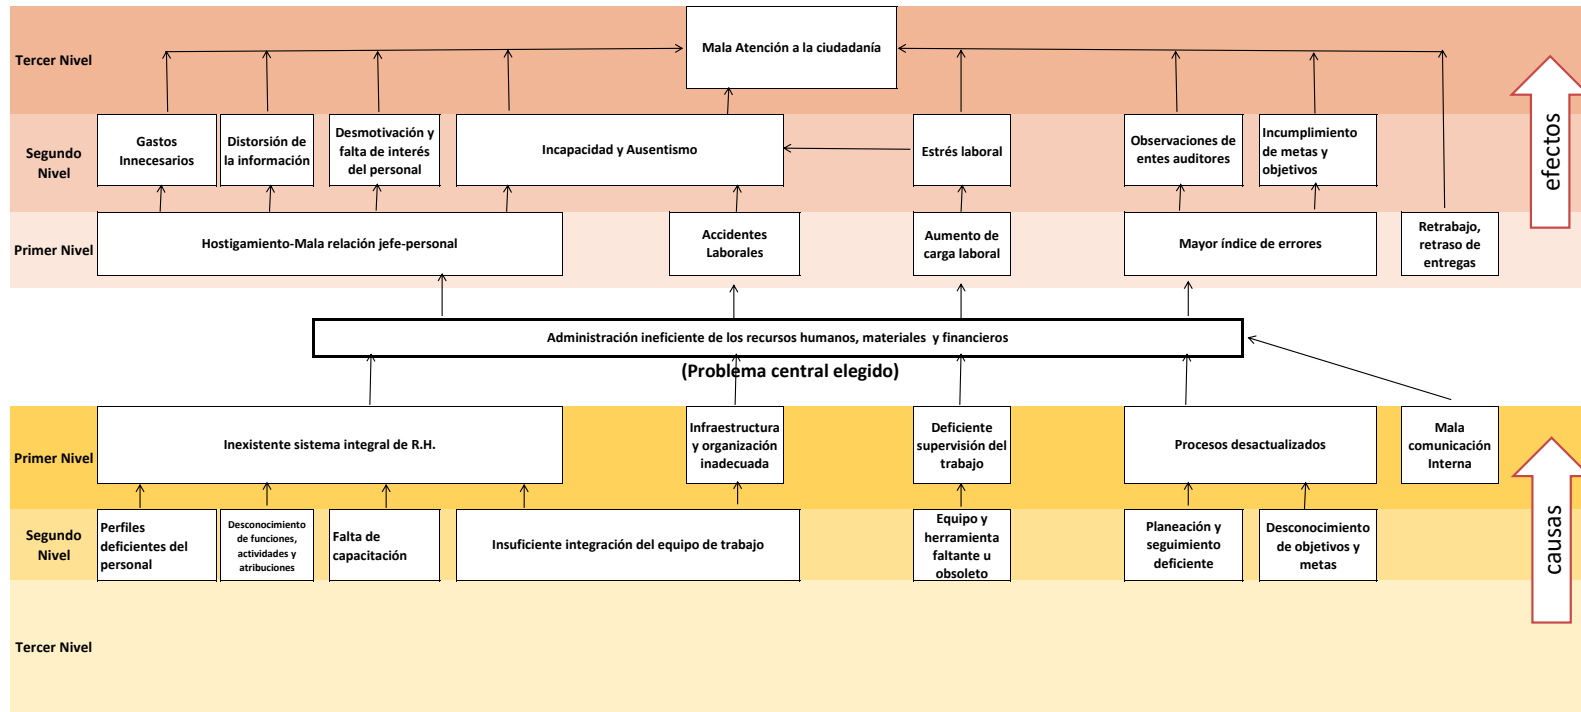 Tercer Nivel
Mala Atención a la ciudadanía
Segundo
Nivel
Gastos
Innecesarios
Distorsión de
la información
Desmotivación y
falta de interés
del personal
Incapacidad y Ausentismo
Estrés laboral
Observaciones de
entes auditores
Incumplimiento
de metas y
objetivos
efectos
Primer Nivel
Hostigamiento-Mala relación jefe-personal
Accidentes
Laborales
Aumento de
carga laboral
Mayor índice de errores
Retrabajo,
retraso de
entregas
Administración ineficiente de los recursos humanos, materiales y financieros
(Problema central elegido)
Primer Nivel
Inexistente sistema integral de R.H.
Infraestructura
y organización
inadecuada
Deficiente
supervisión del
trabajo
Procesos desactualizados
Mala
comunicación
Interna
Segundo
Nivel
Perfiles
deficientes del
personal
Desconocimiento
de funciones,
actividades y
atribuciones
Falta de
capacitación
Insuficiente integración del equipo de trabajo
Equipo y
herramienta
faltante u
obsoleto
Planeación y
seguimiento
deficiente
Desconocimiento
de objetivos y
metas
causas
Tercer Nivel